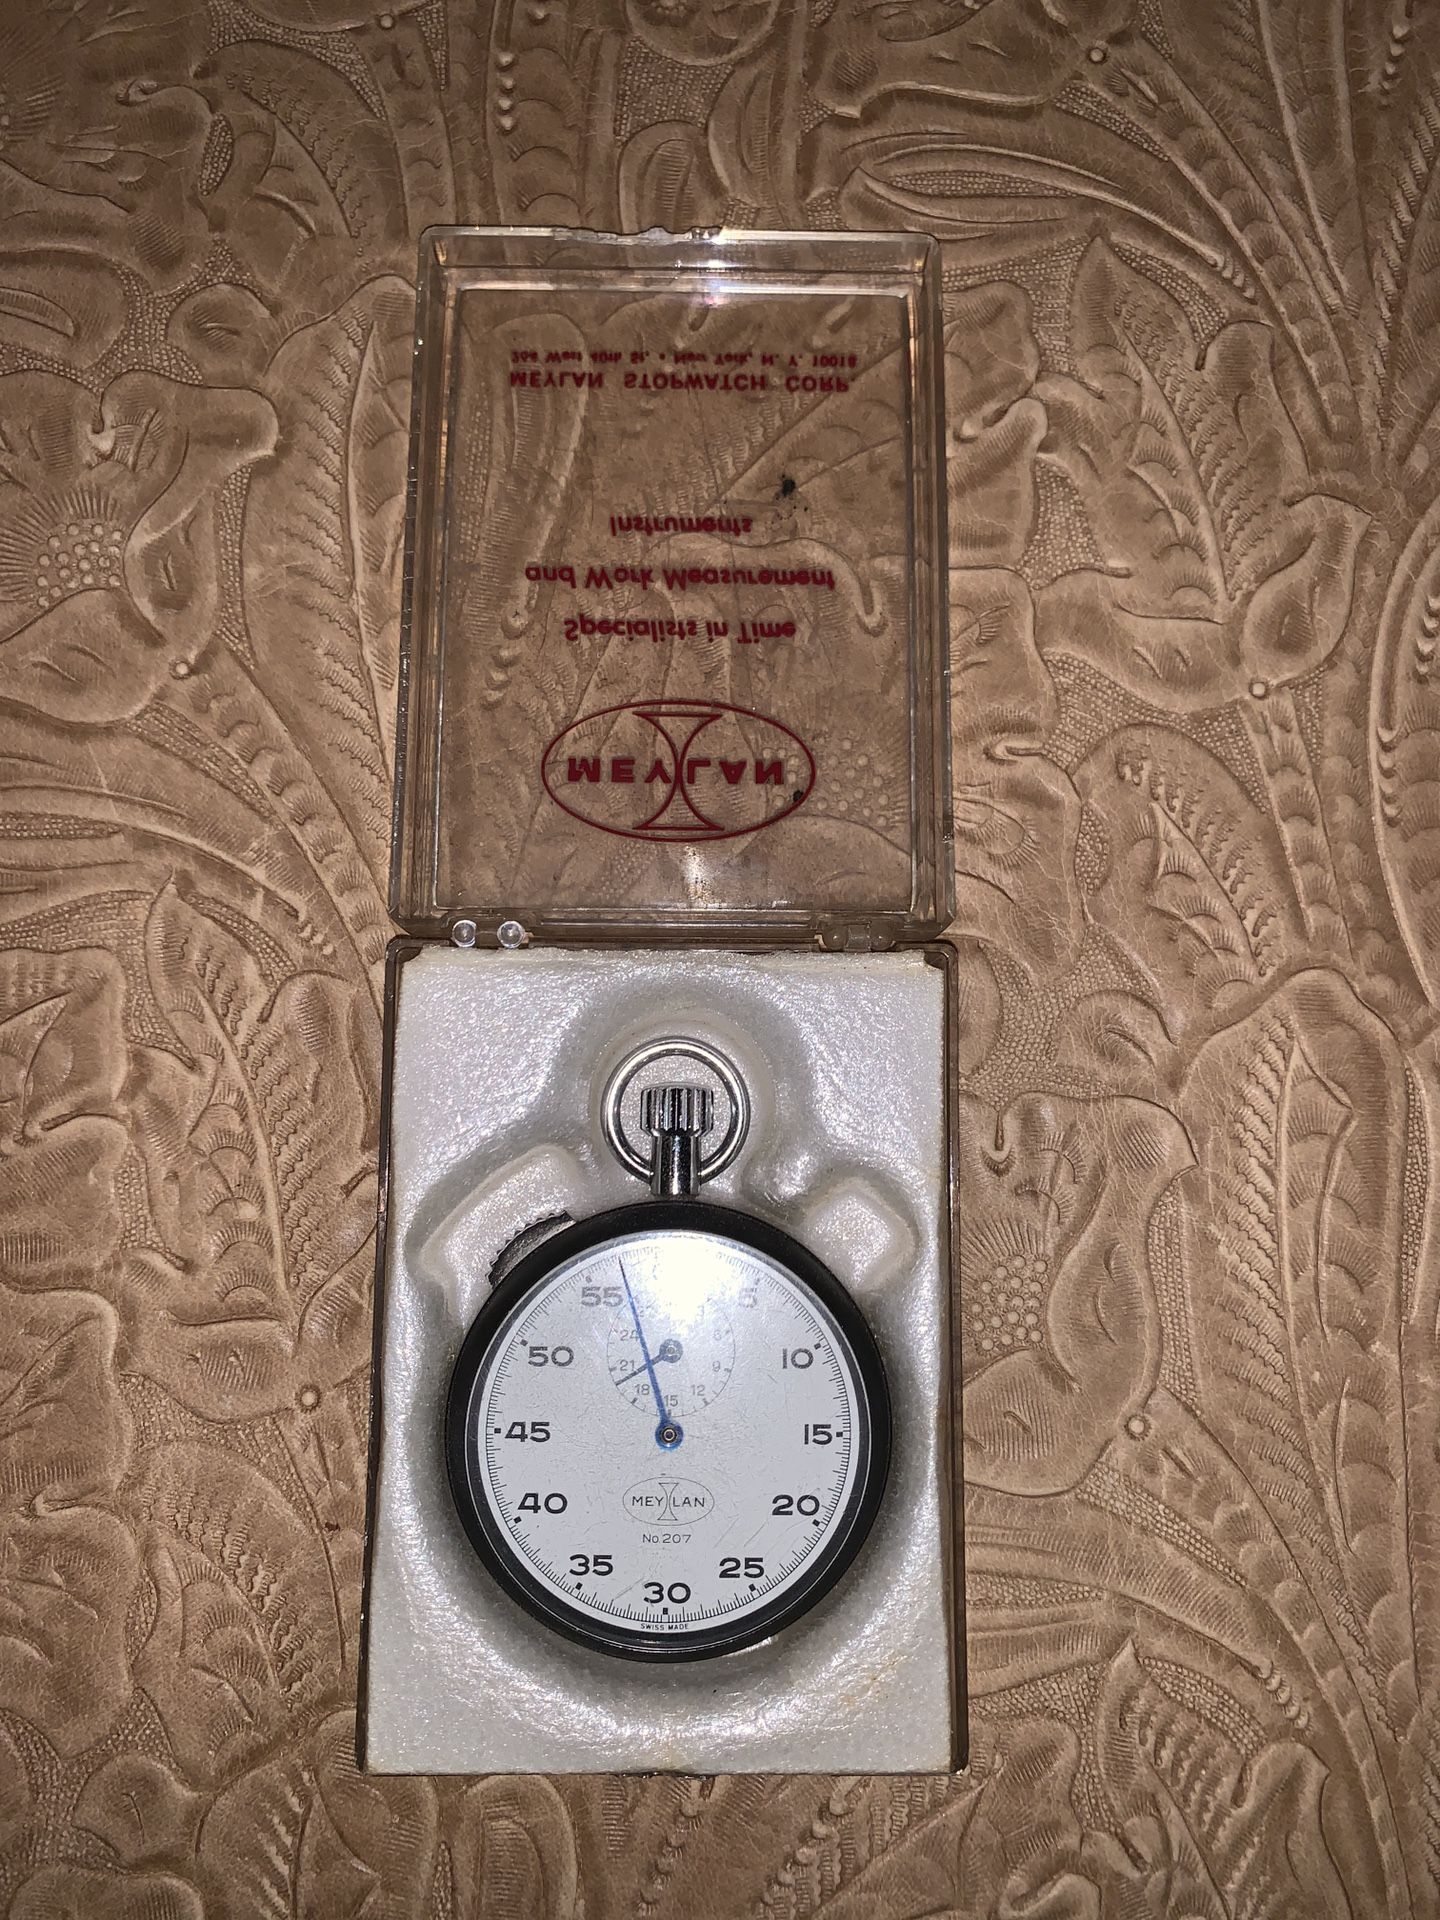 MEYLAN STOPWATCH CORP.
New York, N. Y. 10018
Specialists in Time
and Work Measurement
Instruments
MEYLAN
55
5
50
10
45
15
40
20
35
25
30
24
6
21
9
18
12
15
MEYLAN
No. 207
SWISS MADE